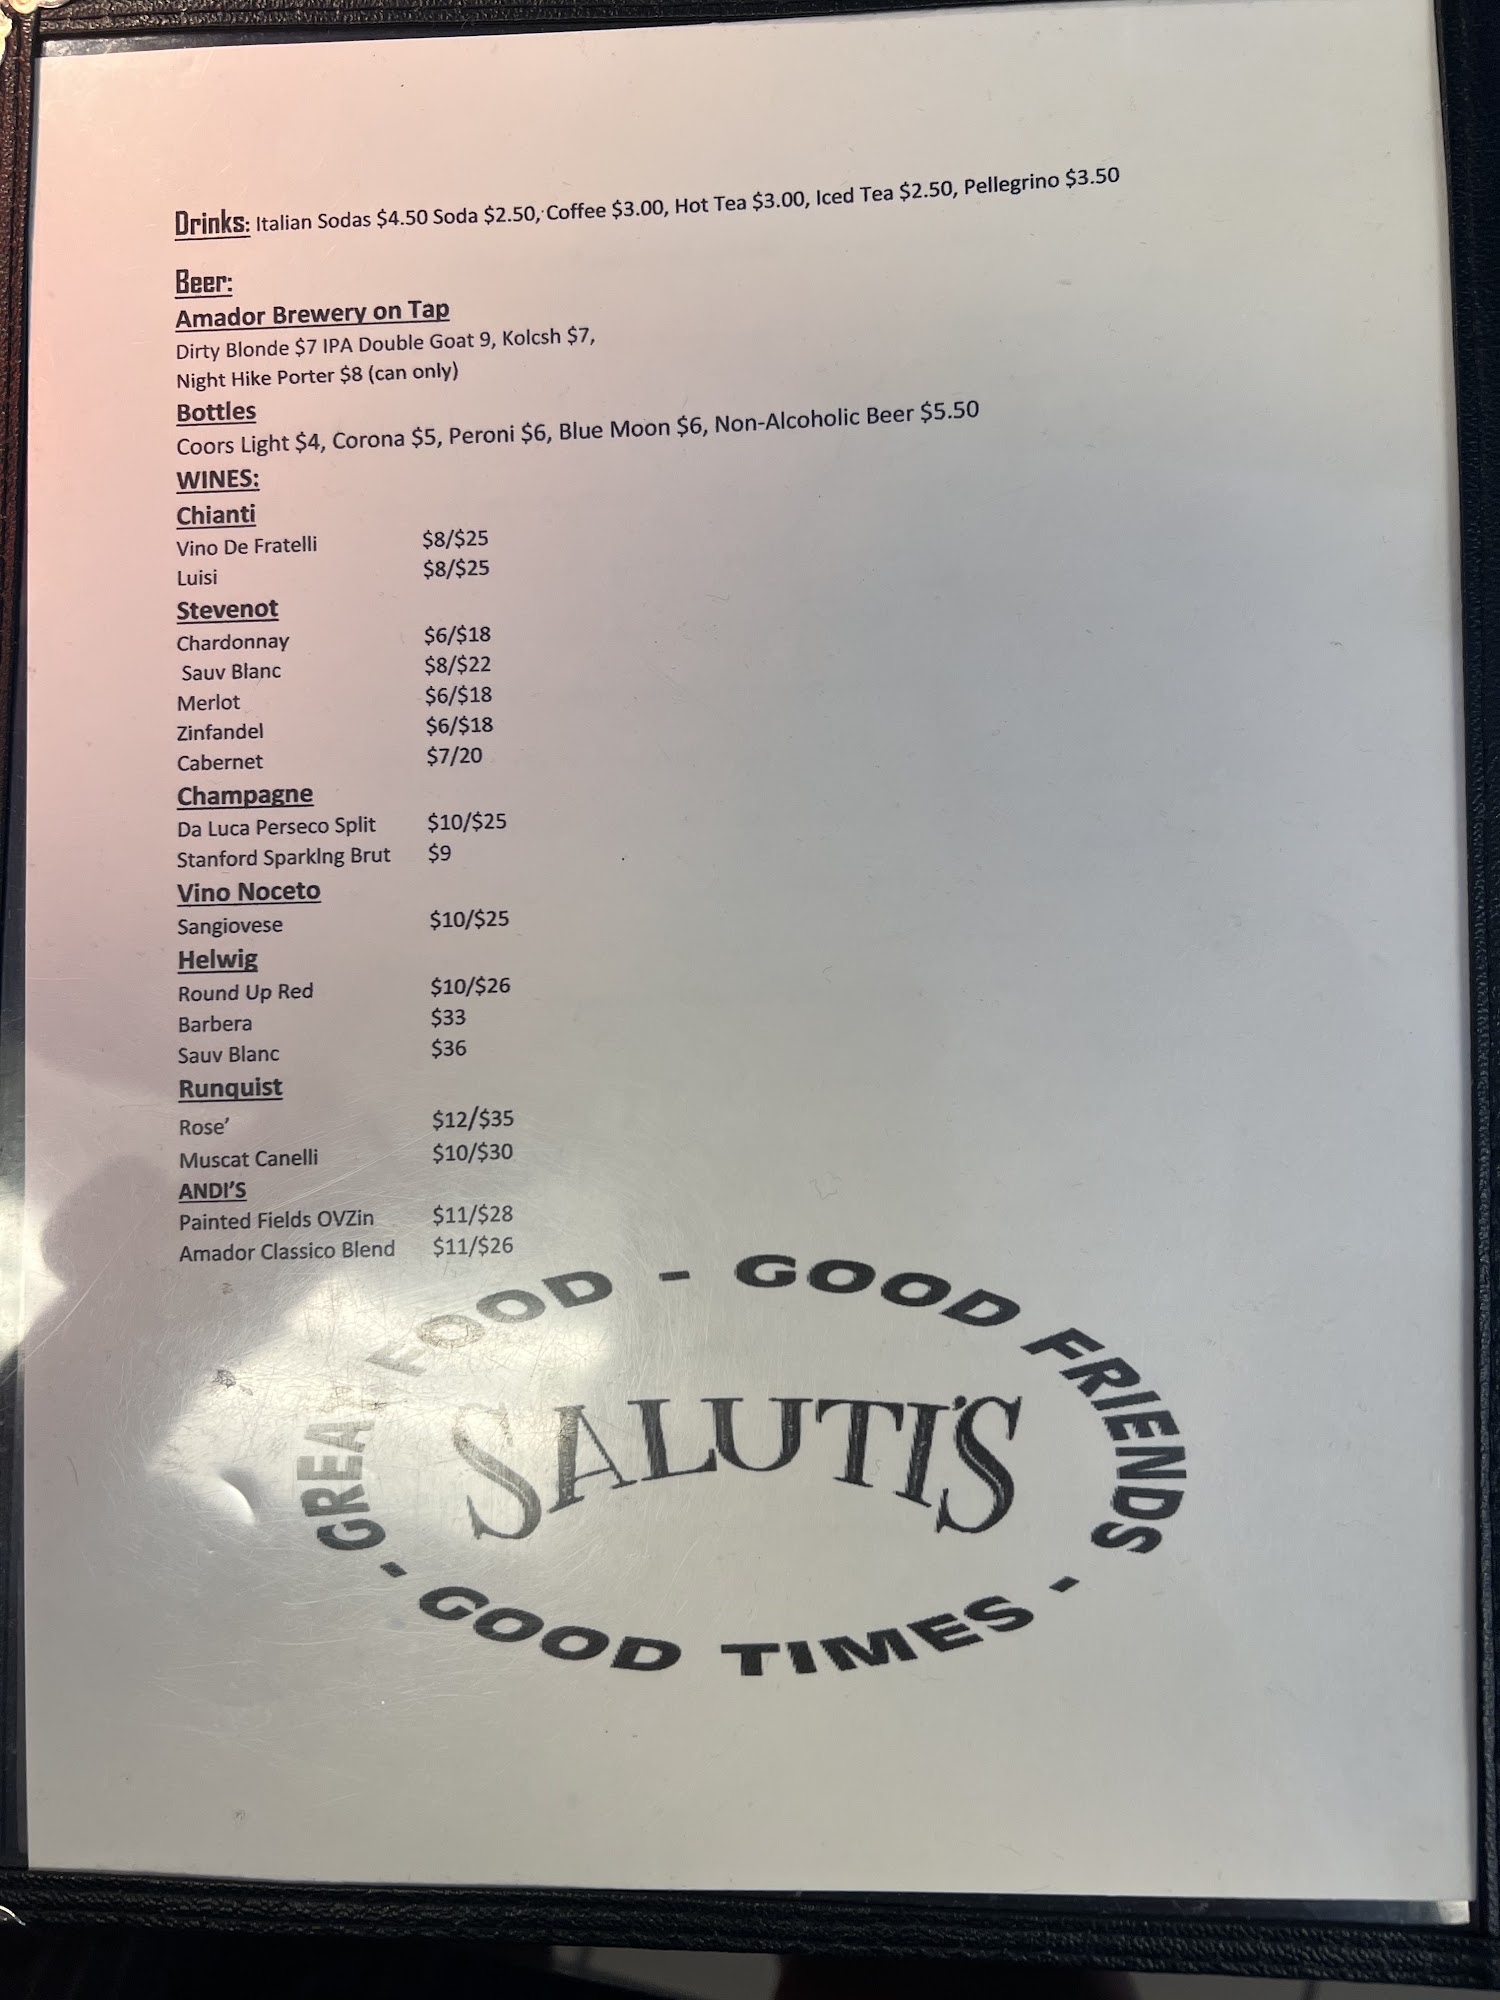 Drinks: Italian Sodas $4.50 Soda $2.50, Coffee $3.00, Hot Tea $3.00, Iced Tea $2.50, Pellegrino $3.50
Beer:
Amador Brewery on Tap
Dirty Blonde $7 IPA Double Goat 9, Kolcsh $7,
Night Hike Porter $8 (can only)
Bottles
Coors Light $4, Corona $5, Peroni $6, Blue Moon $6, Non-Alcoholic Beer $5.50
WINES:
Chianti
Vino De Fratelli $8/$25
Luisi $8/$25
Stevenot
Chardonnay $6/$18
Sauv Blanc $8/$22
Merlot $6/$18
Zinfandel $6/$18
Cabernet $7/20
Champagne
Da Luca Perseco Split $10/$25
Stanford SparkIng Brut $9
Vino Noceto
Sangiovese $10/$25
Helwig
Round Up Red $10/$26
Barbera $33
Sauv Blanc $36
Runquist
Rose' $12/$35
Muscat Canelli $10/$30
ANDI'S
Painted Fields OVZin $11/$28
Amador Classico Blend $11/$26
GREA FOOD - GOOD FRIENDS
SALUTI'S
- GOOD TIMES -